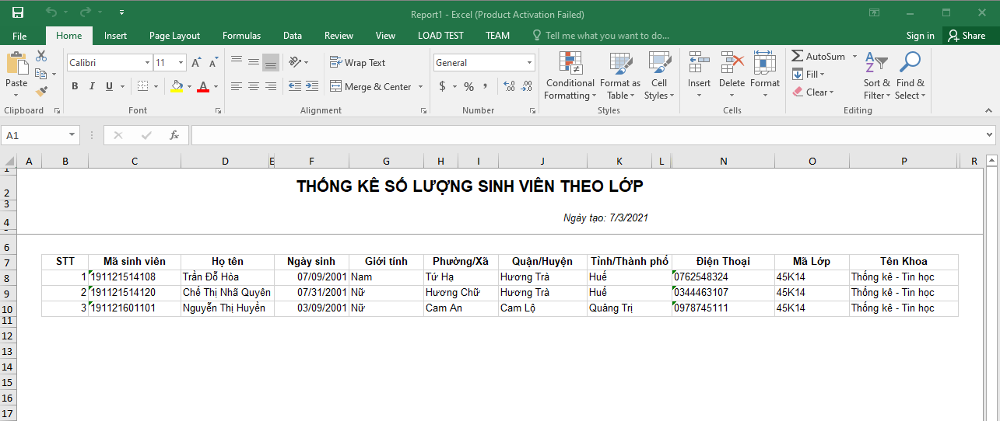 Report1 - Excel (Product Activation Failed)
File Home Insert Page Layout Formulas Data Review View LOAD TEST TEAM Tell me what you want to do... Sign in Share
Calibri 11 Wrap Text General AutoSum
Paste B I U Merge & Center $ % , Conditional Formatting Format as Table Cell Styles Insert Delete Format Fill Sort & Filter Find & Select
Clear
Clipboard Font Alignment Number Styles Cells Editing
A1 fx
A B C D E F G H I J K L N O P R
1
2 THỐNG KÊ SỐ LƯỢNG SINH VIÊN THEO LỚP
3
4 Ngày tạo: 7/3/2021
6
7 STT Mã sinh viên Họ tên Ngày sinh Giới tính Phường/Xã Quận/Huyện Tỉnh/Thành phố Điện Thoại Mã Lớp Tên Khoa
8 1 191121514108 Trần Đỗ Hòa 07/09/2001 Nam Tứ Hạ Hương Trà Huế 0762548324 45K14 Thống kê - Tin học
9 2 191121514120 Chế Thị Nhã Quyên 07/31/2001 Nữ Hương Chữ Hương Trà Huế 0344463107 45K14 Thống kê - Tin học
10 3 191121601101 Nguyễn Thị Huyền 03/09/2001 Nữ Cam An Cam Lộ Quảng Trị 0978745111 45K14 Thống kê - Tin học
11
12
13
14
15
16
17